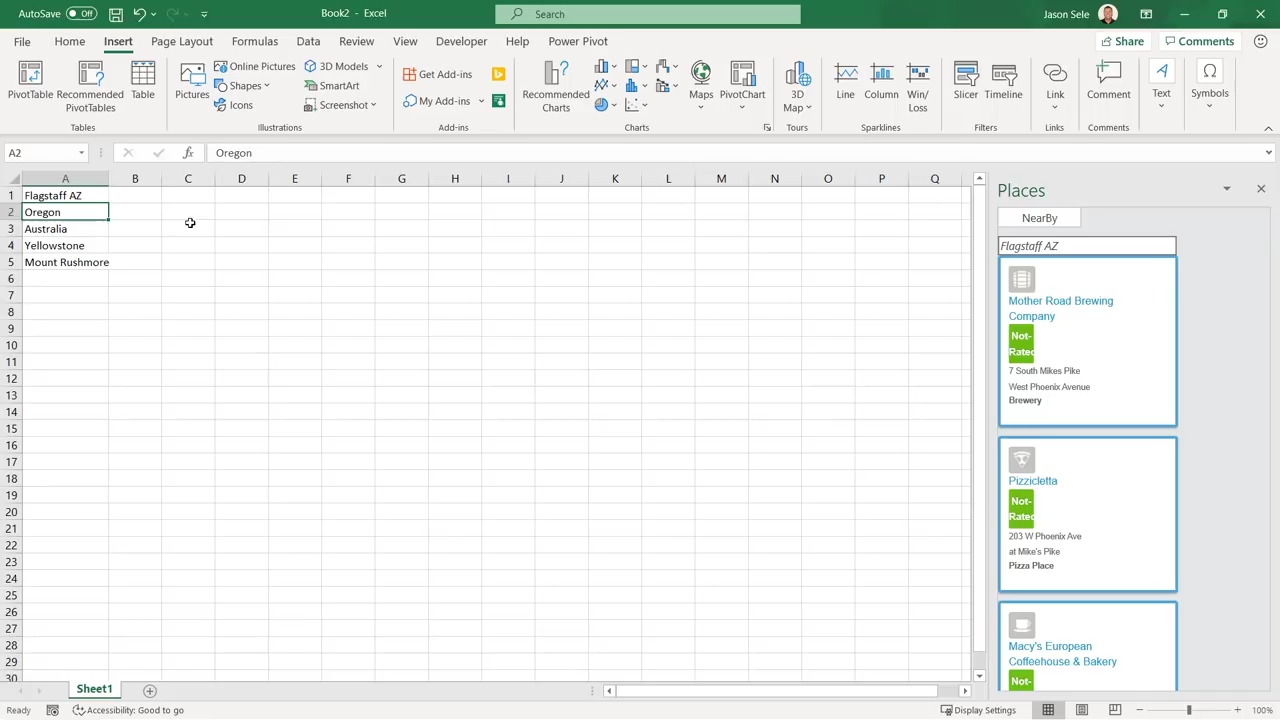 AutoSave Off
Book2 - Excel
Search
Jason Sele
File Home Insert Page Layout Formulas Data Review View Developer Help Power Pivot
Share Comments
PivotTable
Recommended
PivotTables
Table
Tables
Pictures
Online Pictures
Shapes
Icons
3D Models
SmartArt
Screenshot
Illustrations
Get Add-ins
My Add-ins
Add-ins
Recommended
Charts
Maps
PivotChart
Charts
3D
Map
Tours
Line
Column
Win/
Loss
Sparklines
Slicer
Timeline
Filters
Link
Links
Comment
Comments
Text
Symbols
A2
fx
Oregon
A B C D E F G H I J K L M N O P Q
1 Flagstaff AZ
2 Oregon
3 Australia
4 Yellowstone
5 Mount Rushmore
6
7
8
9
10
11
12
13
14
15
16
17
18
19
20
21
22
23
24
25
26
27
28
29
30
Places
NearBy
Flagstaff AZ
Mother Road Brewing
Company
Not-
Rated
7 South Mikes Pike
West Phoenix Avenue
Brewery
Pizzicletta
Not-
Rated
203 W Phoenix Ave
at Mike's Pike
Pizza Place
Macy's European
Coffeehouse & Bakery
Not-
Sheet1
Ready
Accessibility: Good to go
Display Settings
100%